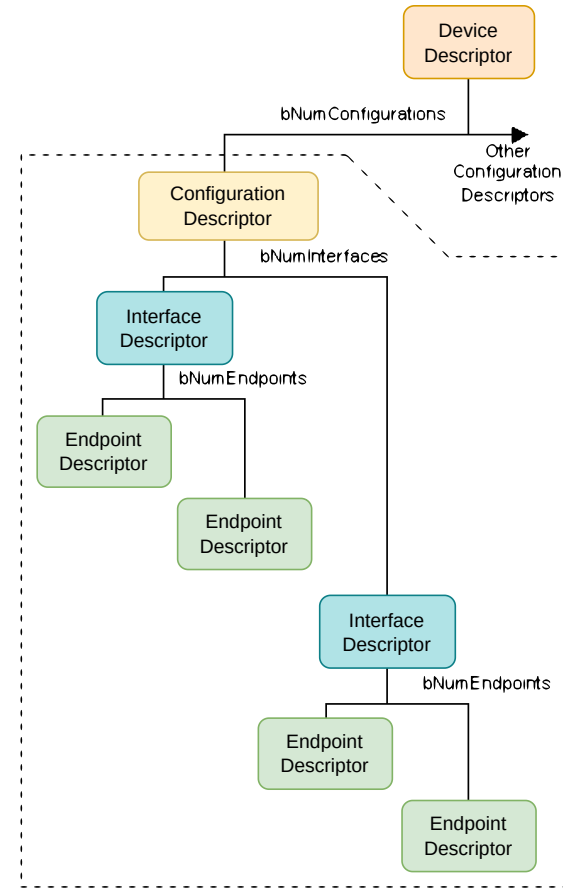 Device
Descriptor
bNumConfigurations
Other
Configuration
Descriptors
Configuration
Descriptor
bNumInterfaces
Interface
Descriptor
bNumEndpoints
Endpoint
Descriptor
Endpoint
Descriptor
Interface
Descriptor
bNumEndpoints
Endpoint
Descriptor
Endpoint
Descriptor